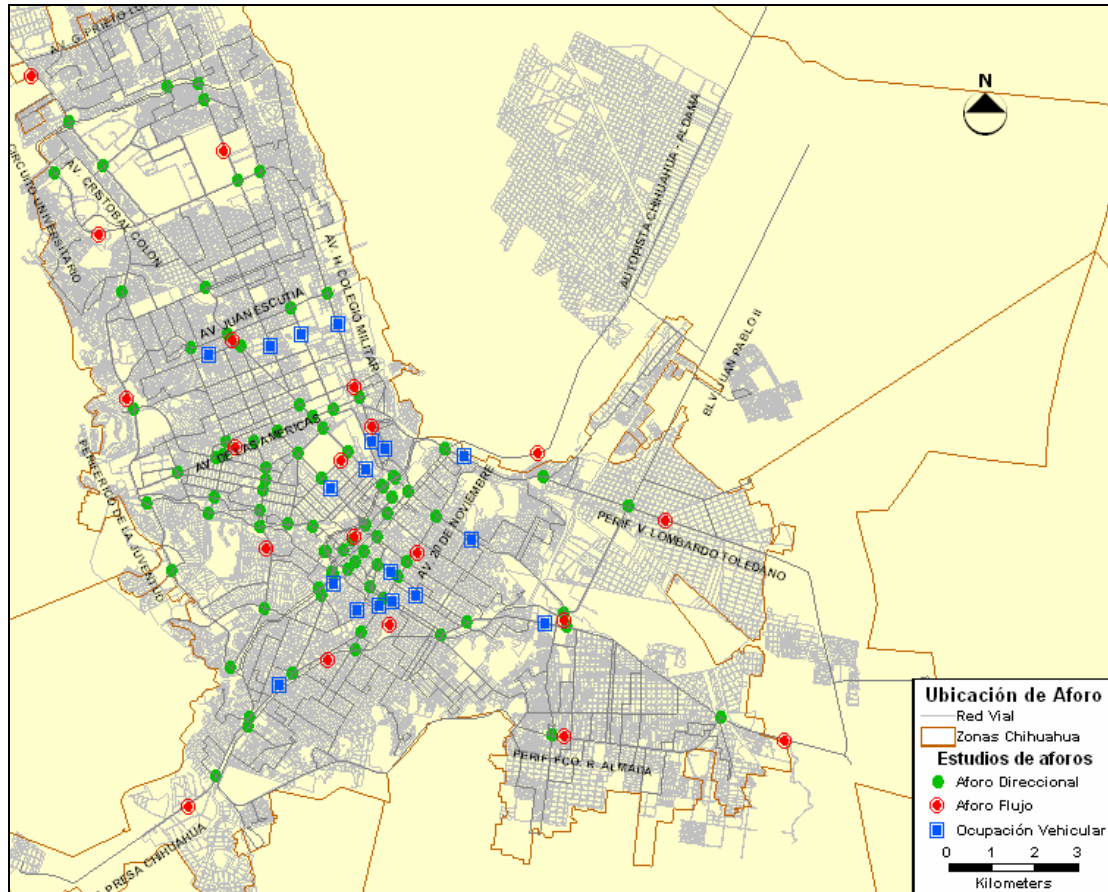 AV. G. PRIETO LU
N
AUTOPISTA CHIHUAHUA - ALDAMA
CIRCUITO UNIVERSITARIO
AV. CRISTOBAL COLON
AV. H. COLEGIO MILITAR
AV. JUAN ESCUTIA
BLV. JUAN PABLO II
AV. DE LAS AMERICAS
PERIFERICO DE LA JUVENTUD
AV. 20 DE NOVIEMBRE
PERIF. V. LOMBARDO TOLEDANO
PERIF. FCO. R. ALMADA
PRESA CHIHUAHUA
Ubicación de Aforo
Red Vial
Zonas Chihuahua
Estudios de aforos
Aforo Direccional
Aforo Flujo
Ocupación Vehicular
0 1 2 3
Kilometers